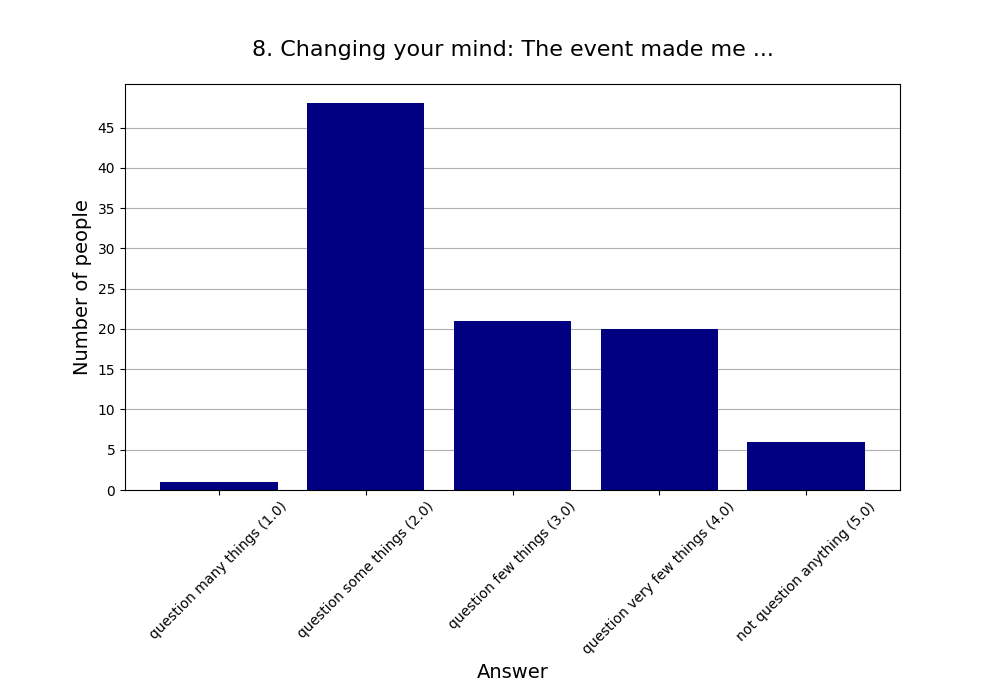 8. Changing your mind: The event made me ...
Number of people
45
40
35
30
25
20
15
10
5
0
question many things (1.0)
question some things (2.0)
question few things (3.0)
question very few things (4.0)
not question anything (5.0)
Answer